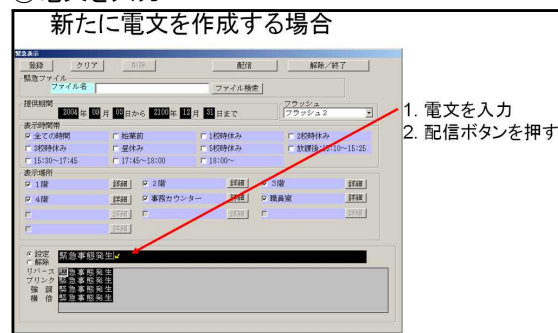 新たに電文を作成する場合
緊急表示
登録 クリア 削除 配信 解除/終了
緊急ファイル
ファイル名 ファイル検索
提供期間 フラッシュ
2004 年 09 月 03 日から 2100 年 12 月 31 日まで フラッシュ2
表示時間帯
全ての時間 始業前 1校時休み 2校時休み
3校時休み 昼休み 5校時休み 放課後:15:10~15:25
15:30~17:45 17:45~18:00 18:00~
表示場所
1階 詳細 2階 詳細 3階 詳細
4階 詳細 事務カウンター 詳細 職員室 詳細
詳細 詳細 詳細
詳細
設定 緊急事態発生
解除
リバース 緊急事態発生
ブリンク 緊急事態発生
強調 緊急事態発生
横倍 緊急事態発生
1. 電文を入力
2. 配信ボタンを押す